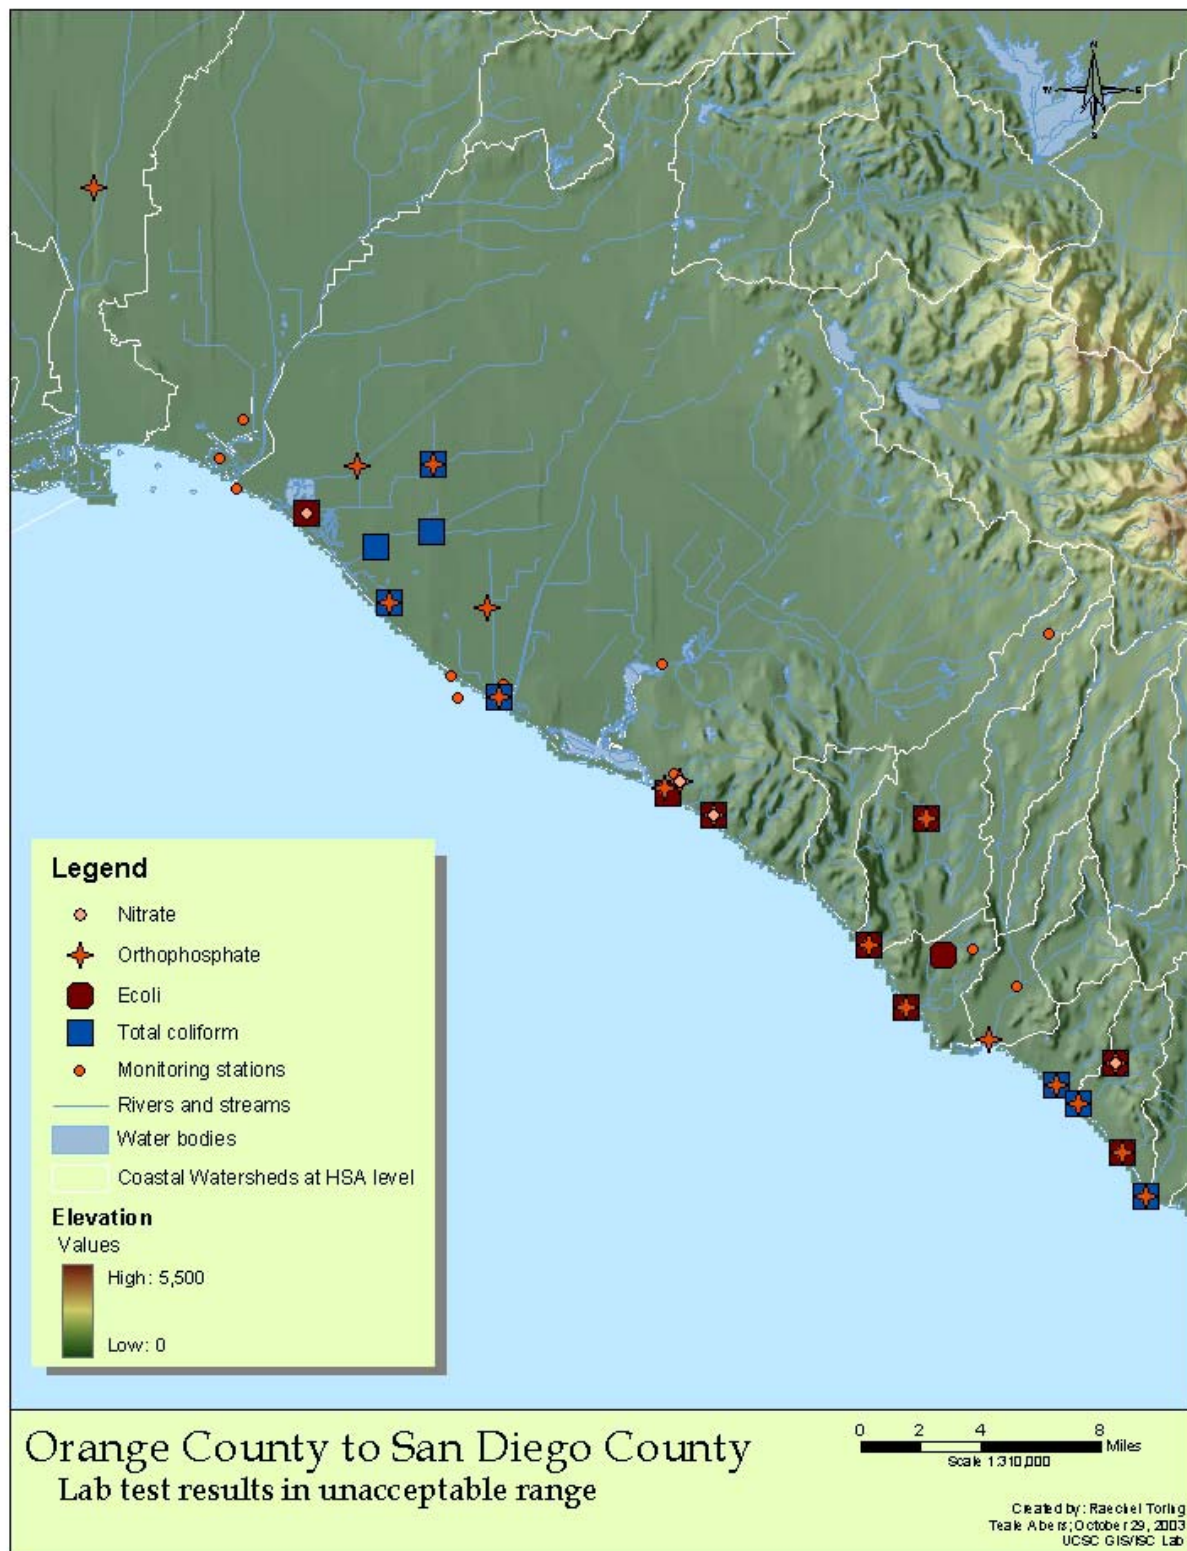 N
W E
S
Legend
Nitrate
Orthophosphate
Ecoli
Total coliform
Monitoring stations
Rivers and streams
Water bodies
Coastal Watersheds at HSA level
Elevation
Values
High: 5,500
Low: 0
Orange County to San Diego County
Lab test results in unacceptable range
0 2 4 8
Miles
Scale 1:310,000
Created by: Raechel Torling
Teale Abers; October 29, 2003
UCSC GIS/ISC Lab